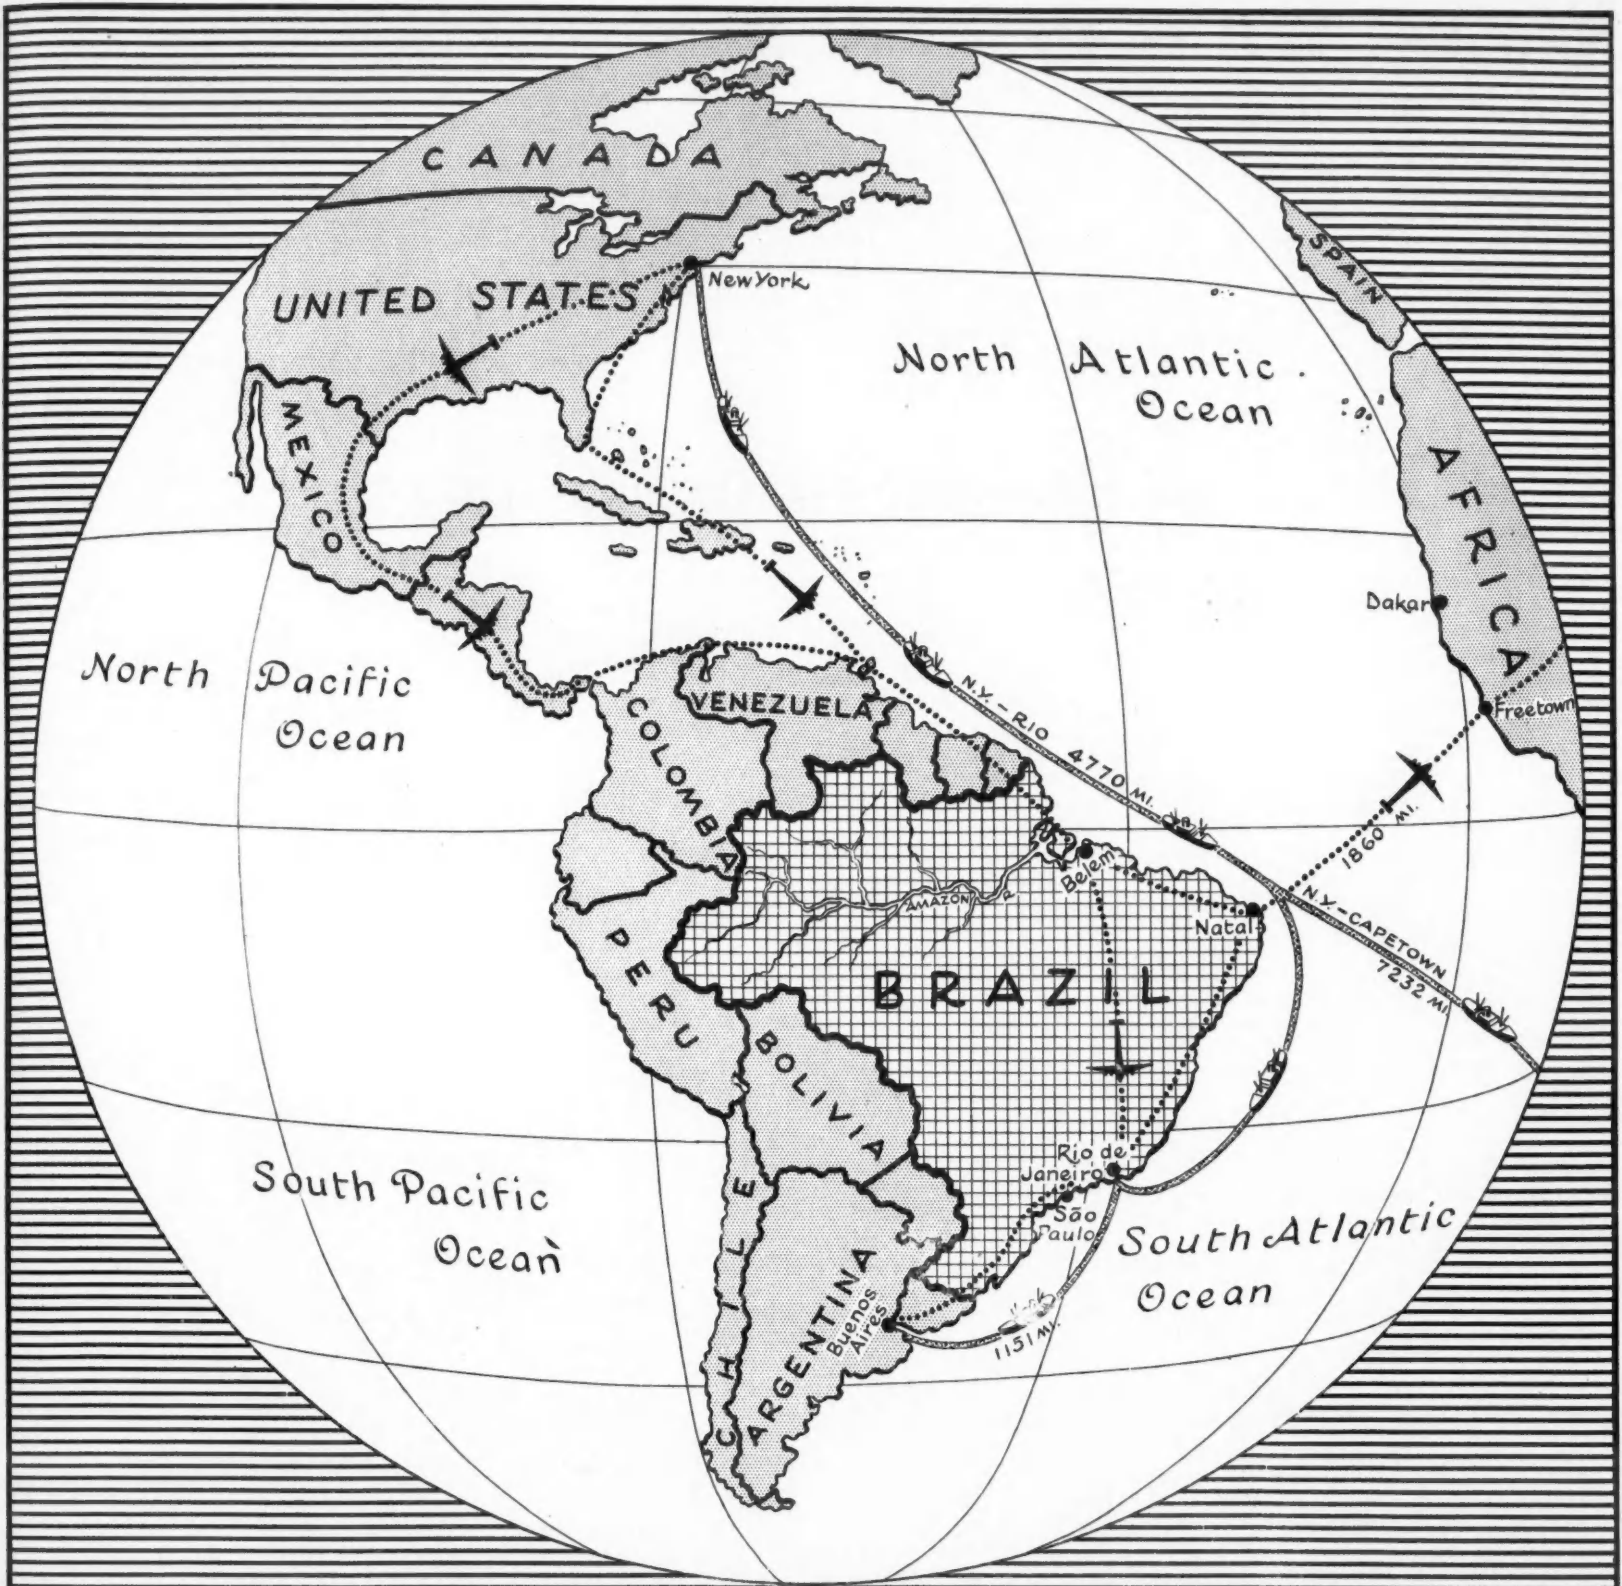 CANADA
SPAIN
New York
UNITED STATES
North Atlantic
Ocean
MEXICO
AFRICA
Dakar
North Pacific
Ocean
N.Y. - RIO 4770 MI.
VENEZUELA
Freetown
COLOMBIA
1860 MI.
Belem
AMAZON R.
N.Y. - CAPETOWN
7232 MI.
Natal
PERU
BRAZIL
BOLIVIA
Rio de
Janeiro
São
Paulo
South Pacific
Ocean
CHILE
South Atlantic
Ocean
ARGENTINA
Buenos
Aires
1151 MI.